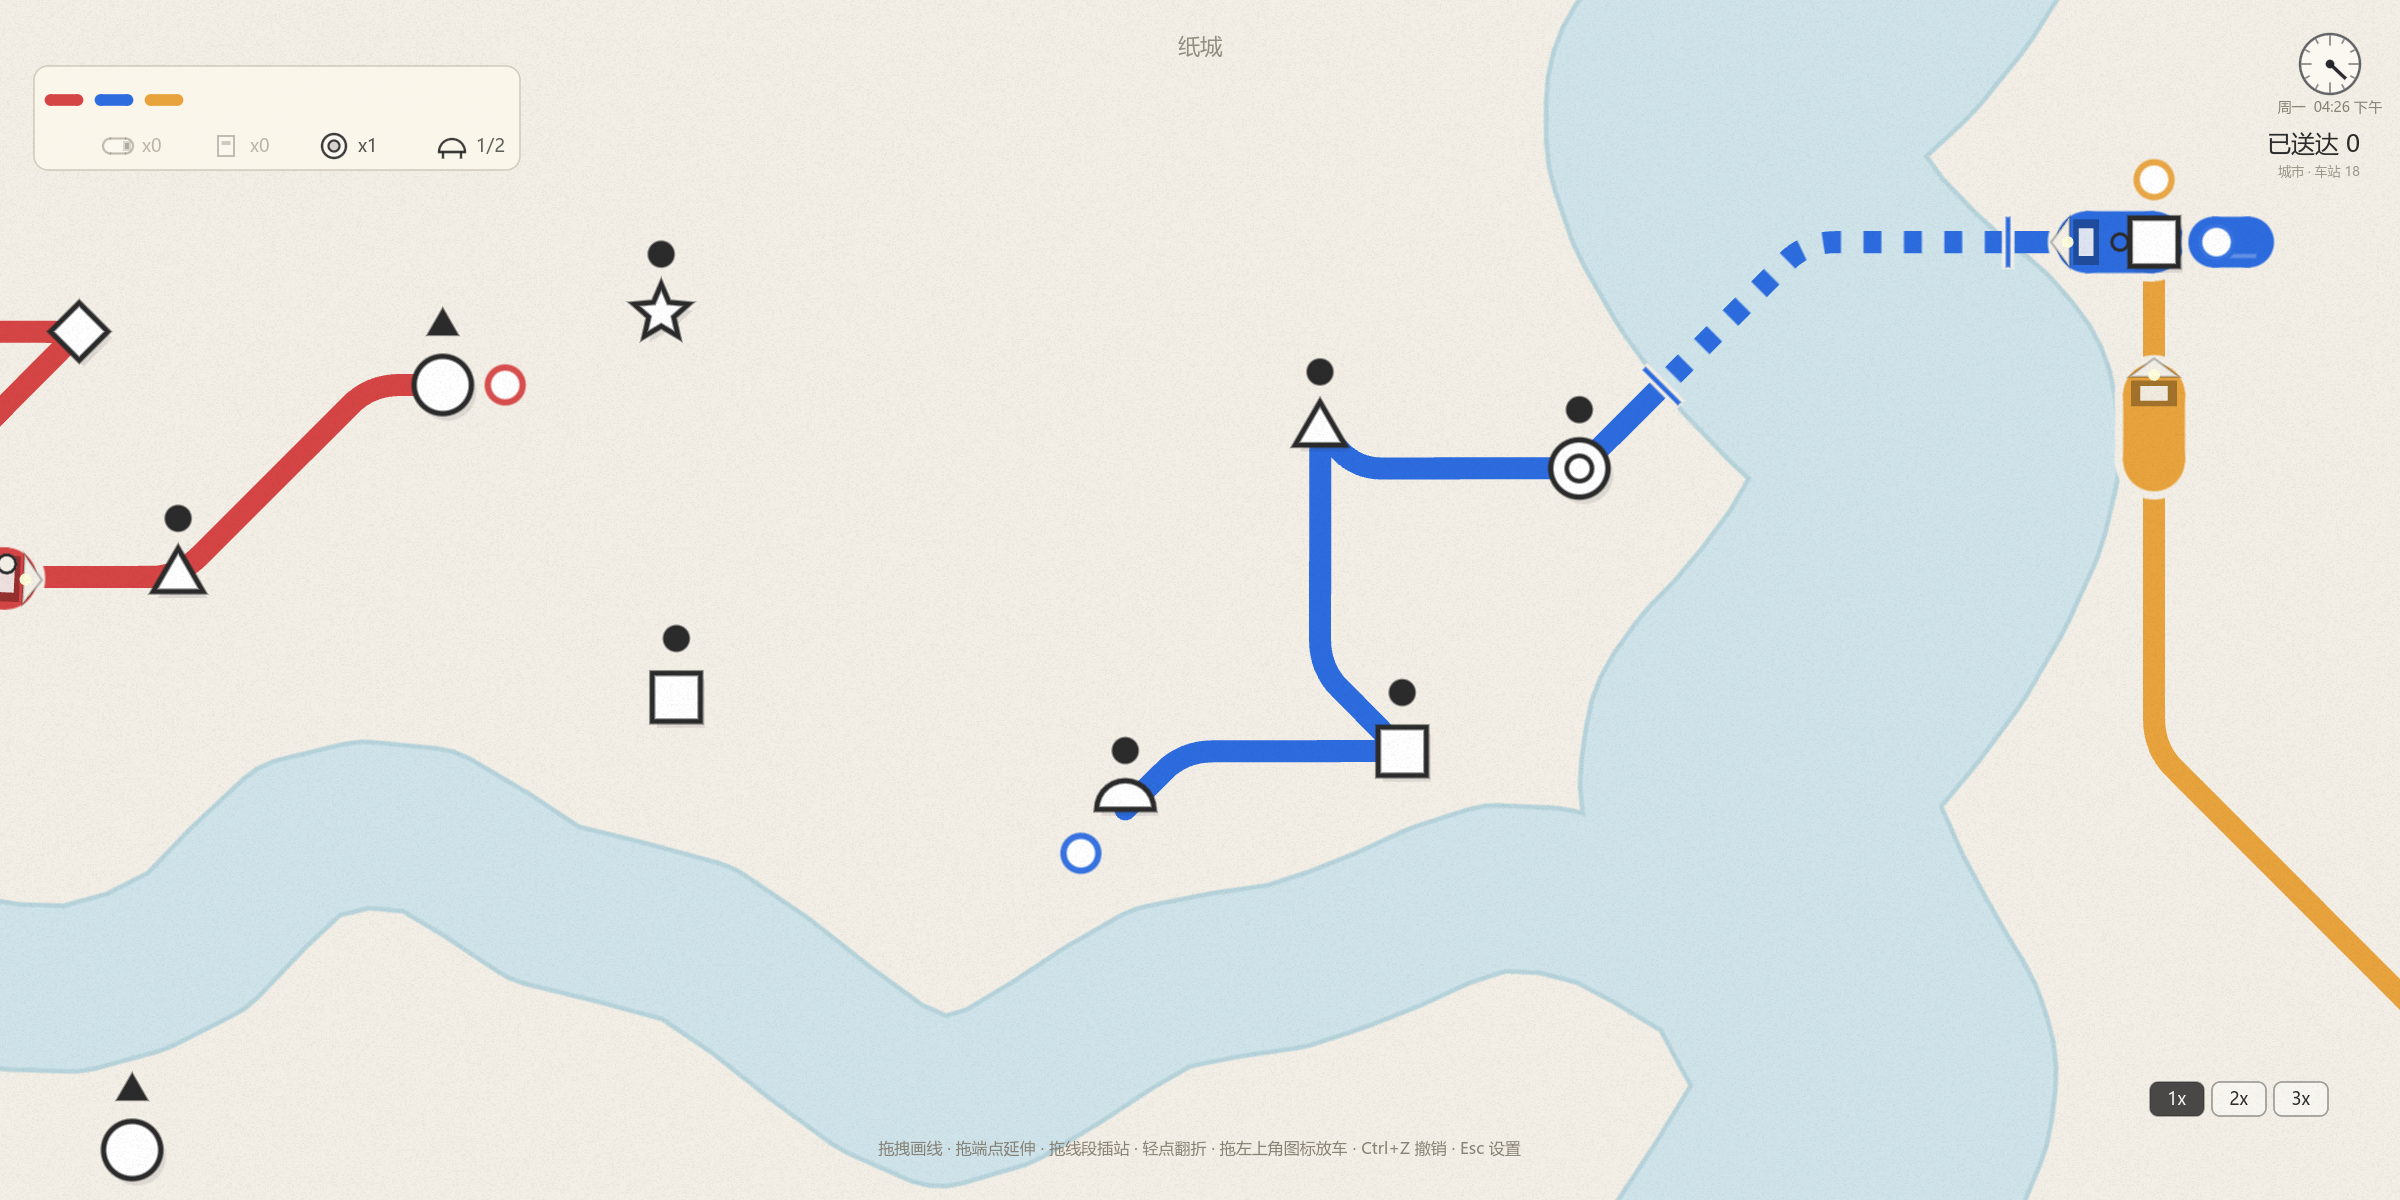 纸城
x0 x0 x1 1/2
周一 04:26 下午
已送达 0
城市 · 车站 18
1x 2x 3x
拖拽画线 · 拖端点延伸 · 拖线段插站 · 轻点翻折 · 拖左上角图标放车 · Ctrl+Z 撤销 · Esc 设置